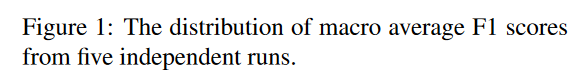 Figure 1: The distribution of macro average F1 scores
from five independent runs.